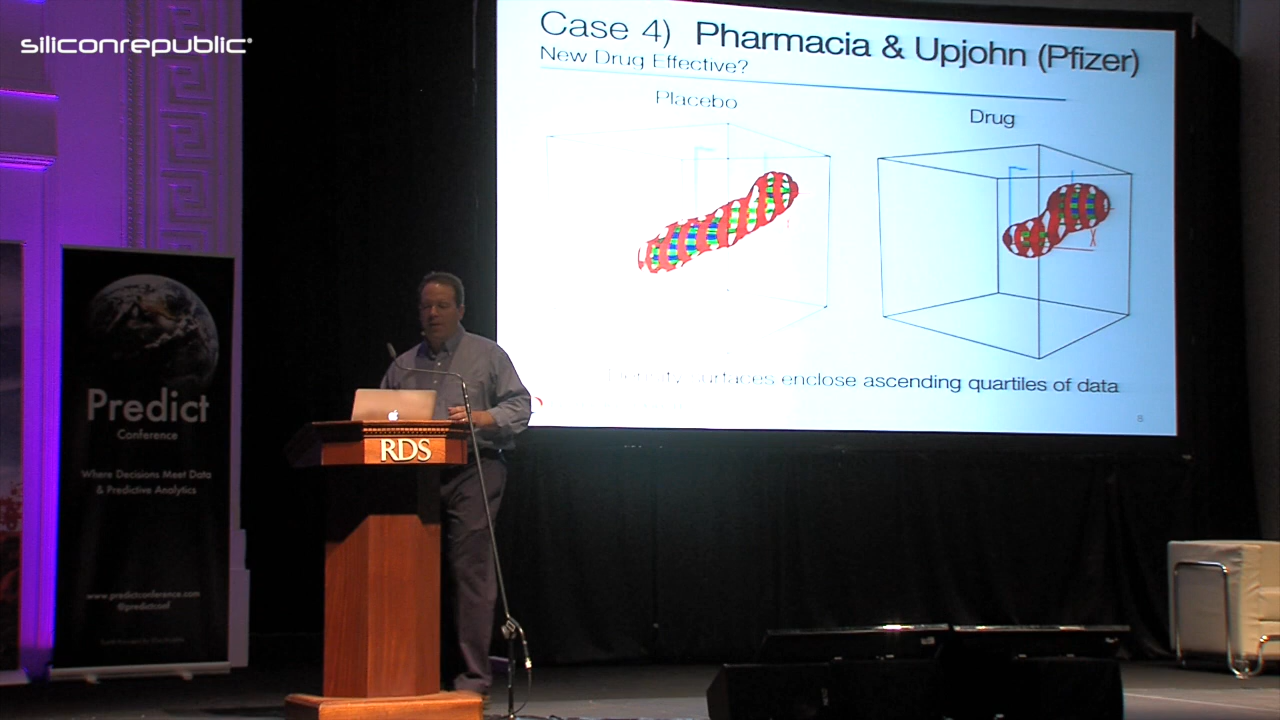 siliconrepublic
Case 4) Pharmacia & Upjohn (Pfizer)
New Drug Effective?
Placebo
Drug
X
surfaces enclose ascending quartiles of data
8
RDS
Predict
Conference
Where Decisions Meet Data
& Predictive Analytics
www.predictconference.com
@predictconf